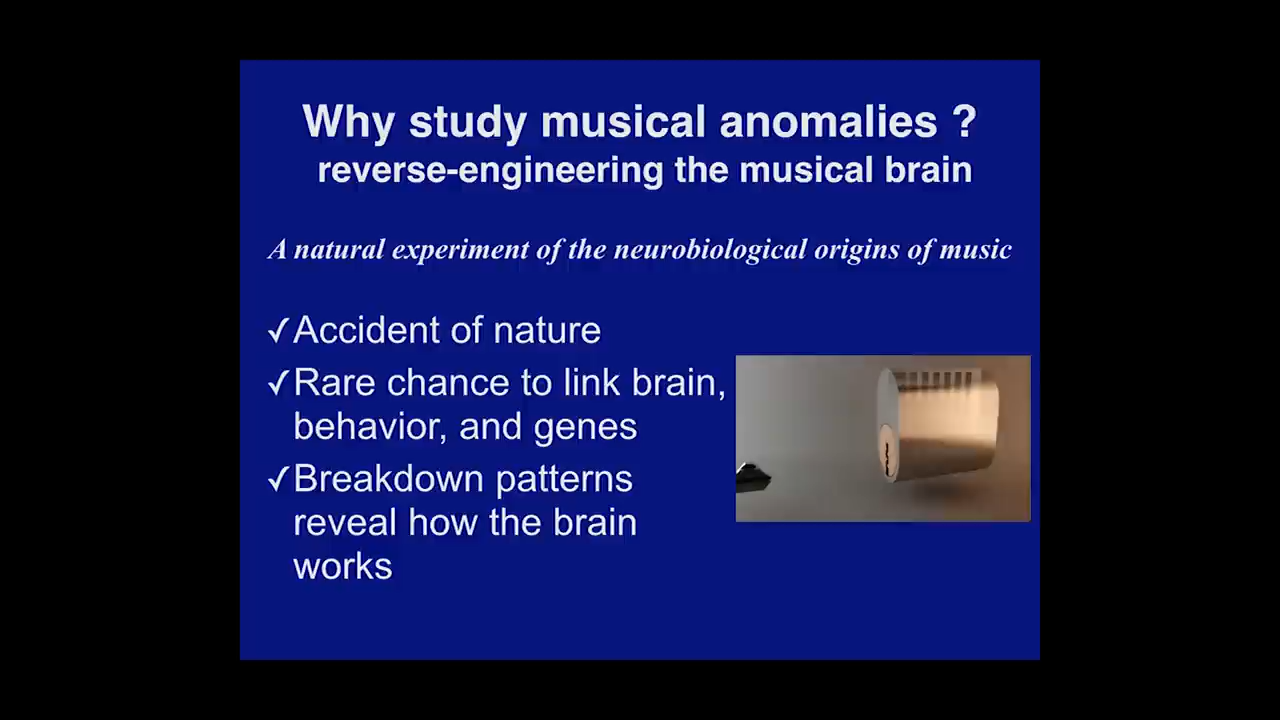 Why study musical anomalies ?
reverse-engineering the musical brain
A natural experiment of the neurobiological origins of music
✓Accident of nature
✓Rare chance to link brain,
behavior, and genes
✓Breakdown patterns
reveal how the brain
works